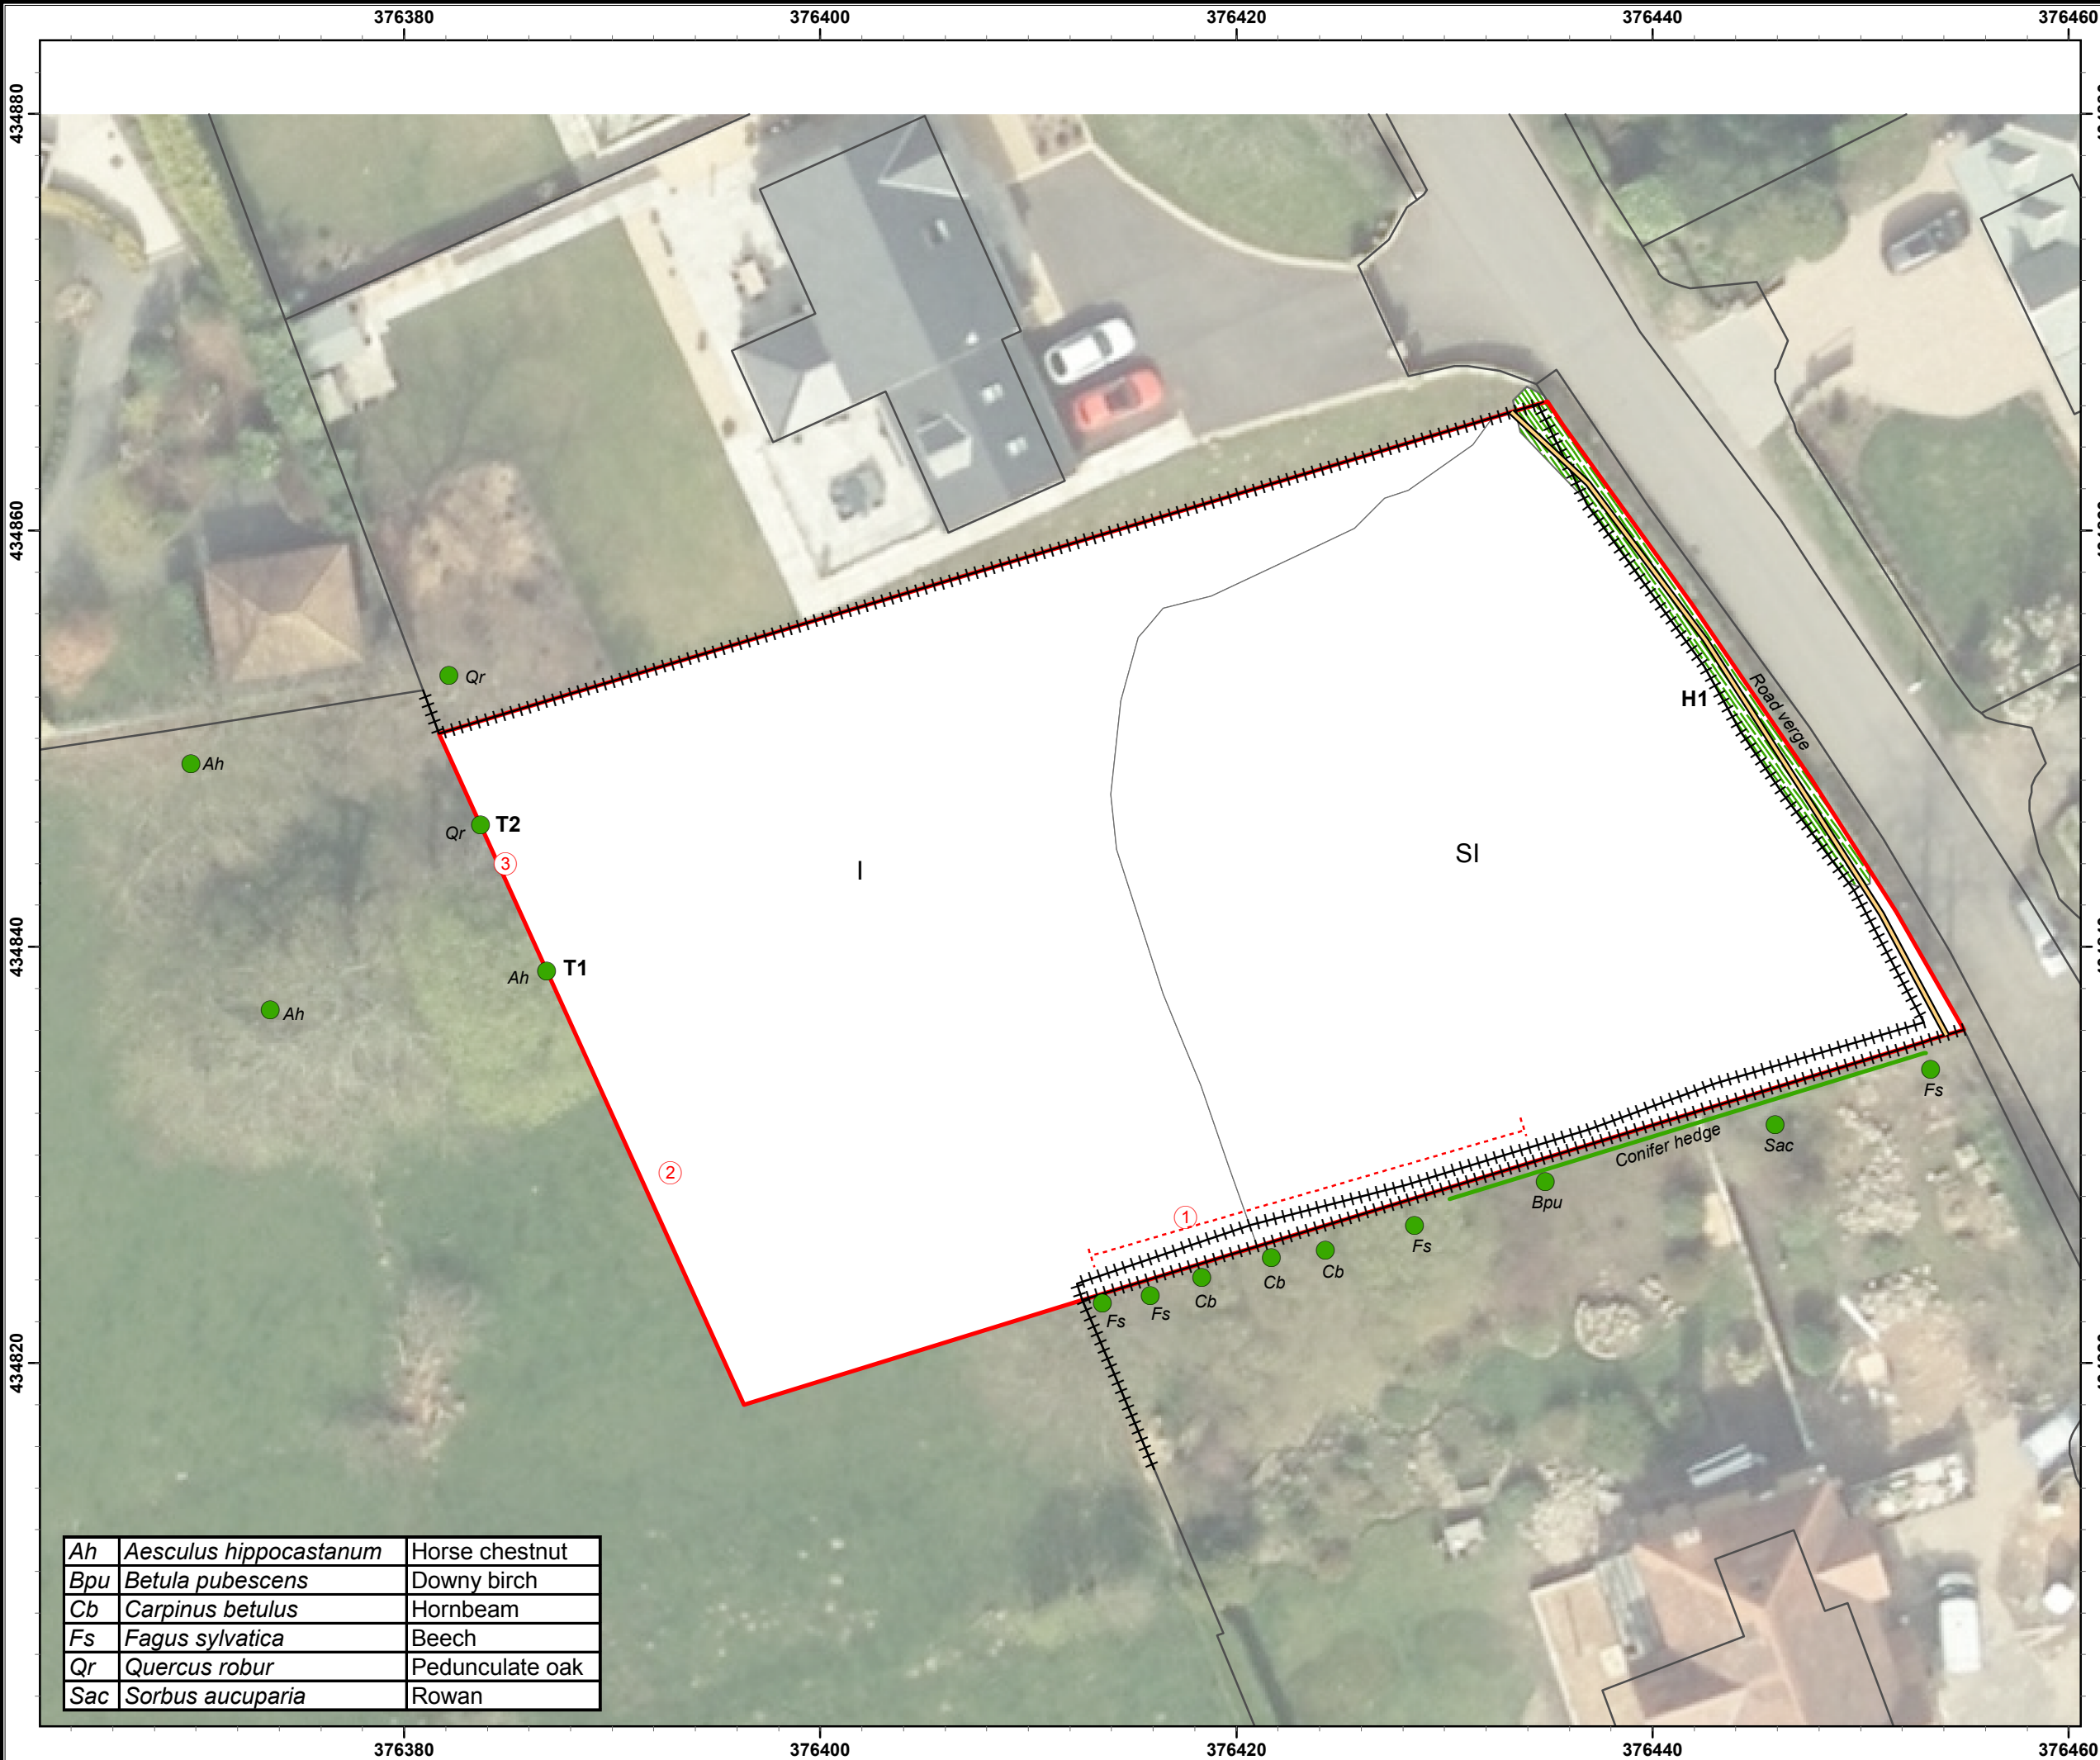 376380 376400 376420 376440 376460
434880
434860
434840
434820
Qr
Ah
Qr T2
③
Ah T1
Ah
②
I
SI
H1
Road verge
①
Conifer hedge
Fs
Sac
Bpu
Fs
Cb
Cb
Cb
Fs
Fs
Ah Aesculus hippocastanum Horse chestnut
Bpu Betula pubescens Downy birch
Cb Carpinus betulus Hornbeam
Fs Fagus sylvatica Beech
Qr Quercus robur Pedunculate oak
Sac Sorbus aucuparia Rowan
376380 376400 376420 376440 376460